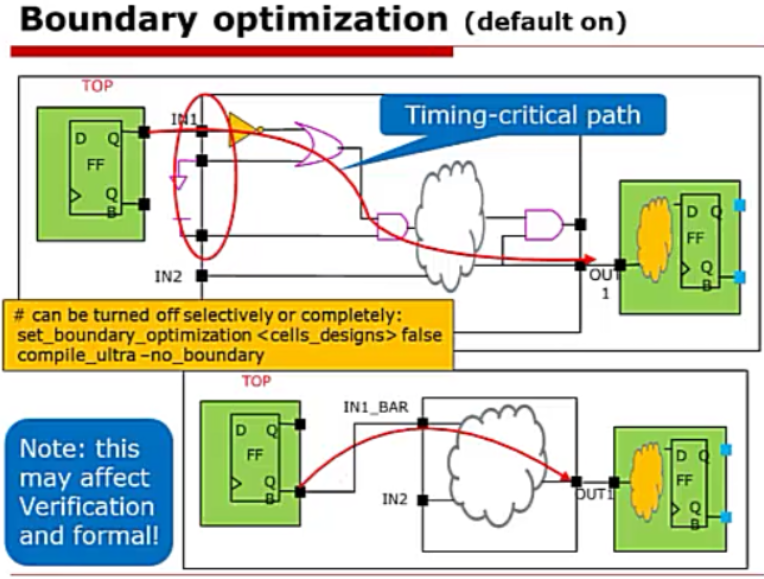 Boundary optimization (default on)
TOP
Timing-critical path
IN1
D Q
FF
Q
B
D Q
FF
Q
B
IN2
OUT
1
# can be turned off selectively or completely:
set_boundary_optimization <cells_designs> false
compile_ultra –no_boundary
TOP
IN1_BAR
D Q
FF
Q
B
D Q
FF
Q
B
IN2
OUT1
Note: this
may affect
Verification
and formal!